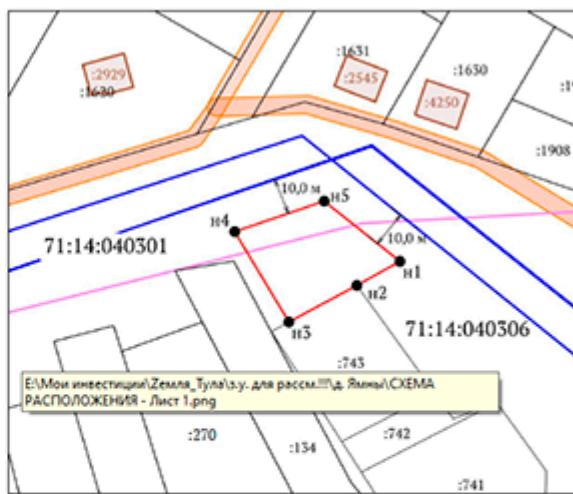 :1631
:2929
:2545
:1630
:1620
:4250
:1908
10,0 м
н5
н4
71:14:040301
10,0 м
н1
н2
н3
71:14:040306
:743
E:\Мои инвестиции\Земля_Тула\з.у. для рассм.!!!\д. Ямны\СХЕМА
РАСПОЛОЖЕНИЯ - Лист 1.png
:270
:134
:742
:741